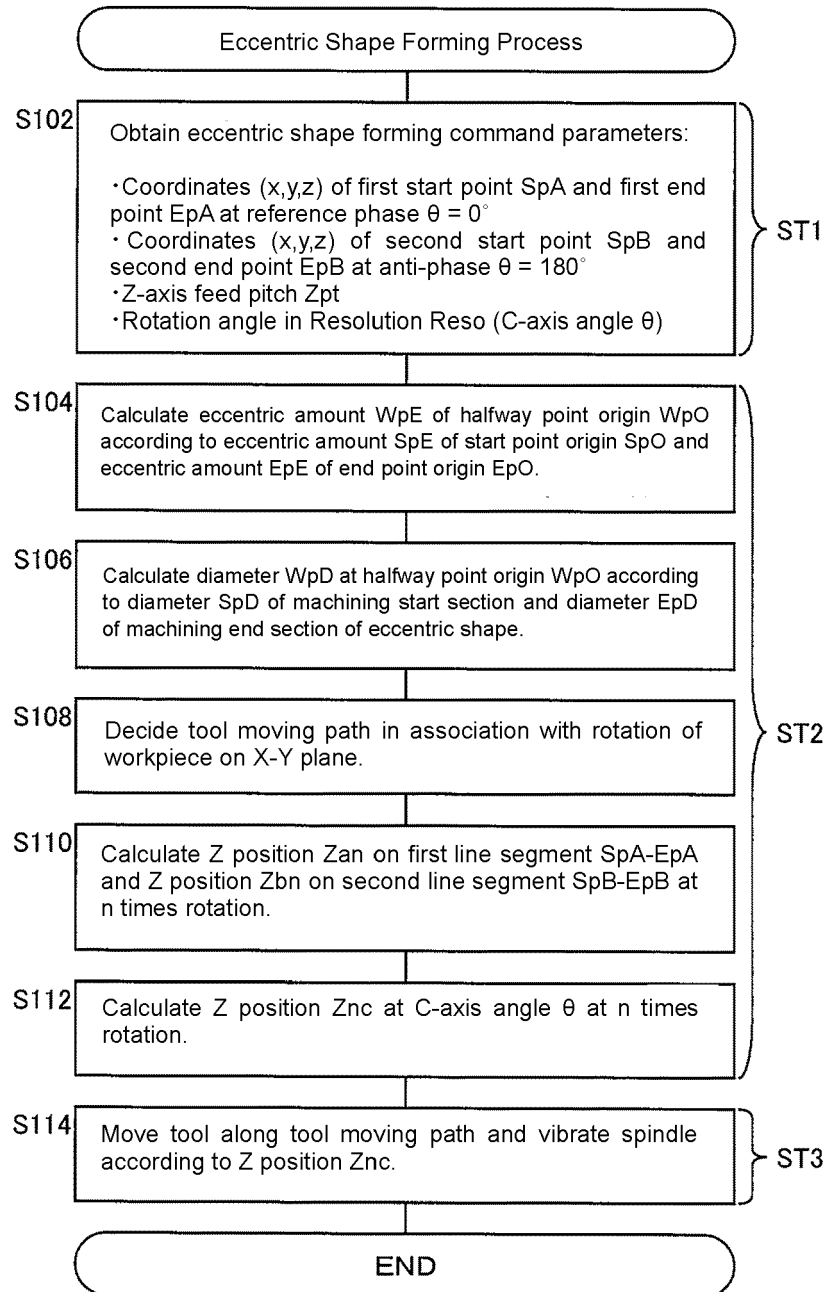 Eccentric Shape Forming Process
S102
Obtain eccentric shape forming command parameters:
・Coordinates (x,y,z) of first start point SpA and first end
point EpA at reference phase θ = 0°
・Coordinates (x,y,z) of second start point SpB and
second end point EpB at anti-phase θ = 180°
・Z-axis feed pitch Zpt
・Rotation angle in Resolution Reso (C-axis angle θ)
ST1
S104
Calculate eccentric amount WpE of halfway point origin WpO
according to eccentric amount SpE of start point origin SpO and
eccentric amount EpE of end point origin EpO.
S106
Calculate diameter WpD at halfway point origin WpO according
to diameter SpD of machining start section and diameter EpD
of machining end section of eccentric shape.
S108
Decide tool moving path in association with rotation of
workpiece on X-Y plane.
ST2
S110
Calculate Z position Zan on first line segment SpA-EpA
and Z position Zbn on second line segment SpB-EpB at
n times rotation.
S112
Calculate Z position Znc at C-axis angle θ at n times
rotation.
S114
Move tool along tool moving path and vibrate spindle
according to Z position Znc.
ST3
END